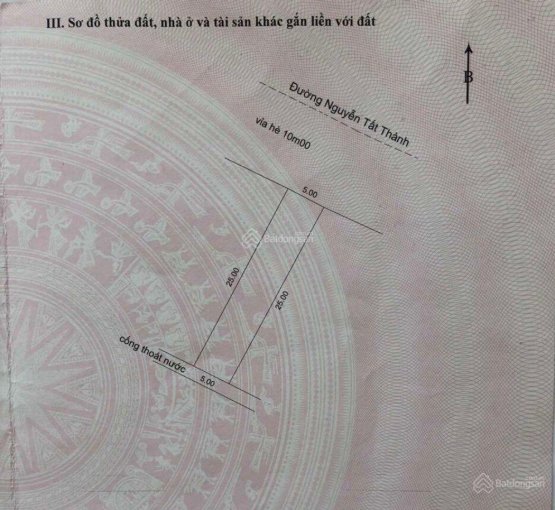 III. Sơ đồ thửa đất, nhà ở và tài sản khác gắn liền với đất
B
Đường Nguyễn Tất Thành
vỉa hè 10m00
5.00
Batdongsan
25.00
25.00
cống thoát nước
5.00
Batdongsan